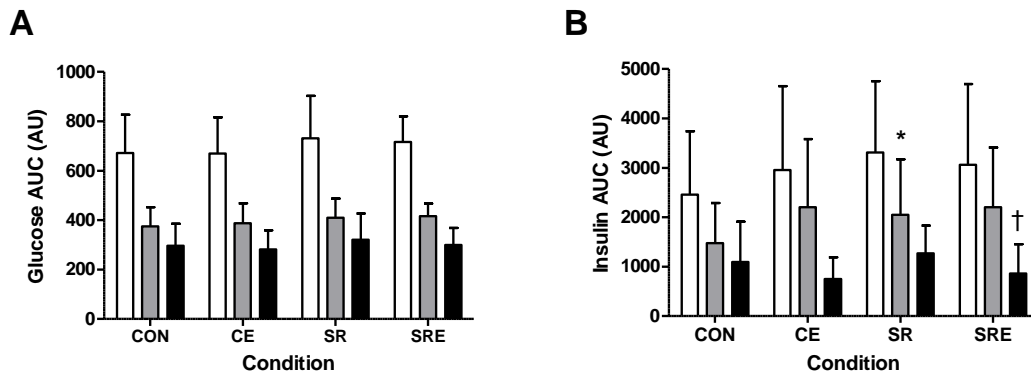 A
Glucose AUC (AU)
1000
800
600
400
200
0
CON CE SR SRE
Condition
B
Insulin AUC (AU)
5000
4000
3000
2000
1000
0
*
†
CON CE SR SRE
Condition